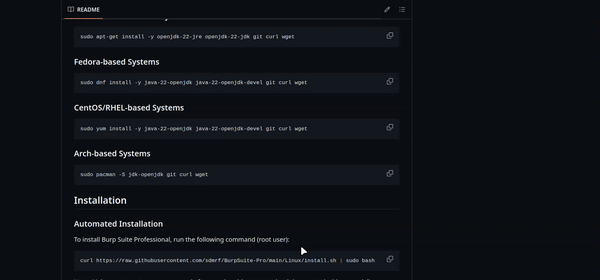 README
sudo apt-get install -y openjdk-22-jre openjdk-22-jdk git curl wget
Fedora-based Systems
sudo dnf install -y java-22-openjdk java-22-openjdk-devel git curl wget
CentOS/RHEL-based Systems
sudo yum install -y java-22-openjdk java-22-openjdk-devel git curl wget
Arch-based Systems
sudo pacman -S jdk-openjdk git curl wget
Installation
Automated Installation
To install Burp Suite Professional, run the following command (root user):
curl https://raw.githubusercontent.com/sdmrf/BurpSuite-Pro/main/Linux/install.sh | sudo bash